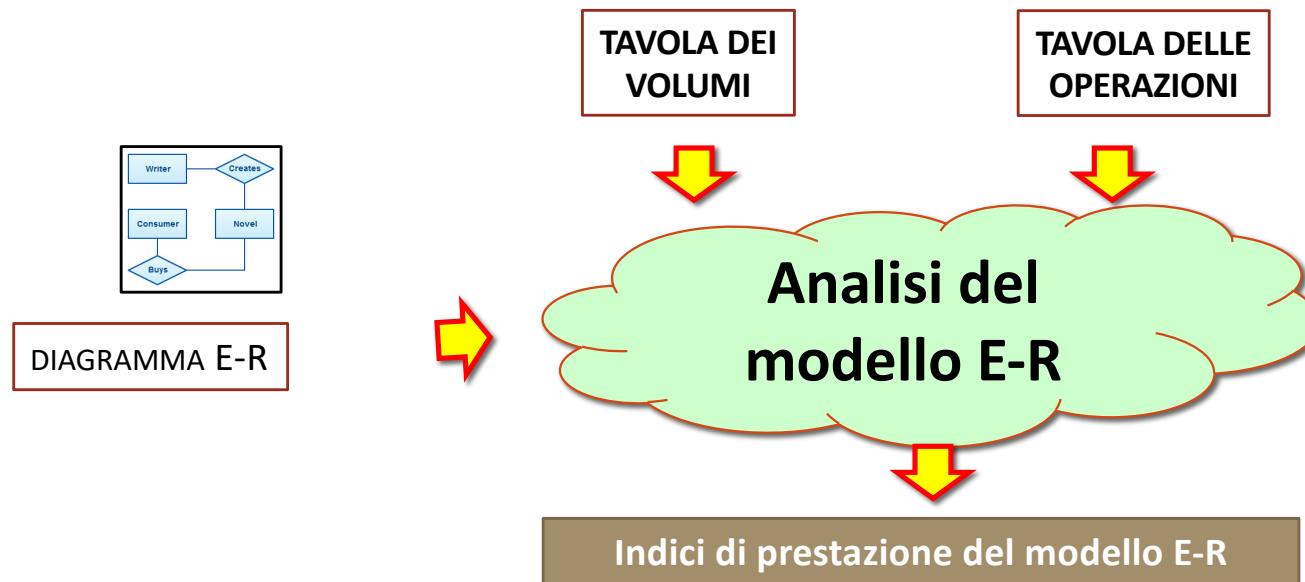 TAVOLA DEI
VOLUMI
TAVOLA DELLE
OPERAZIONI
Writer
Creates
Consumer
Novel
Buys
DIAGRAMMA E-R
Analisi del
modello E-R
Indici di prestazione del modello E-R